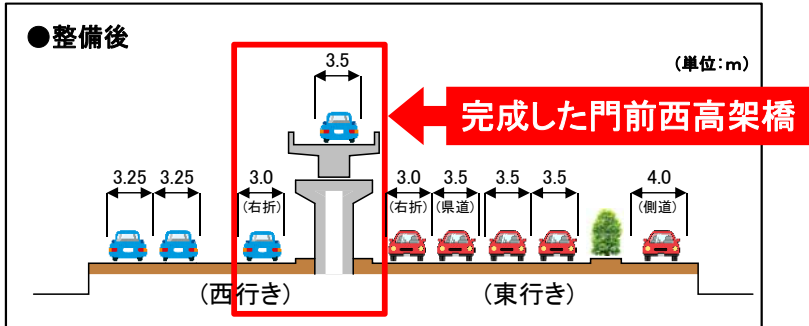 ●整備後
(単位:m)
3.5
完成した門前西高架橋
3.25 3.25 3.0 3.0 3.5 3.5 3.5 4.0
(右折) (右折) (県道) (側道)
(西行き) (東行き)